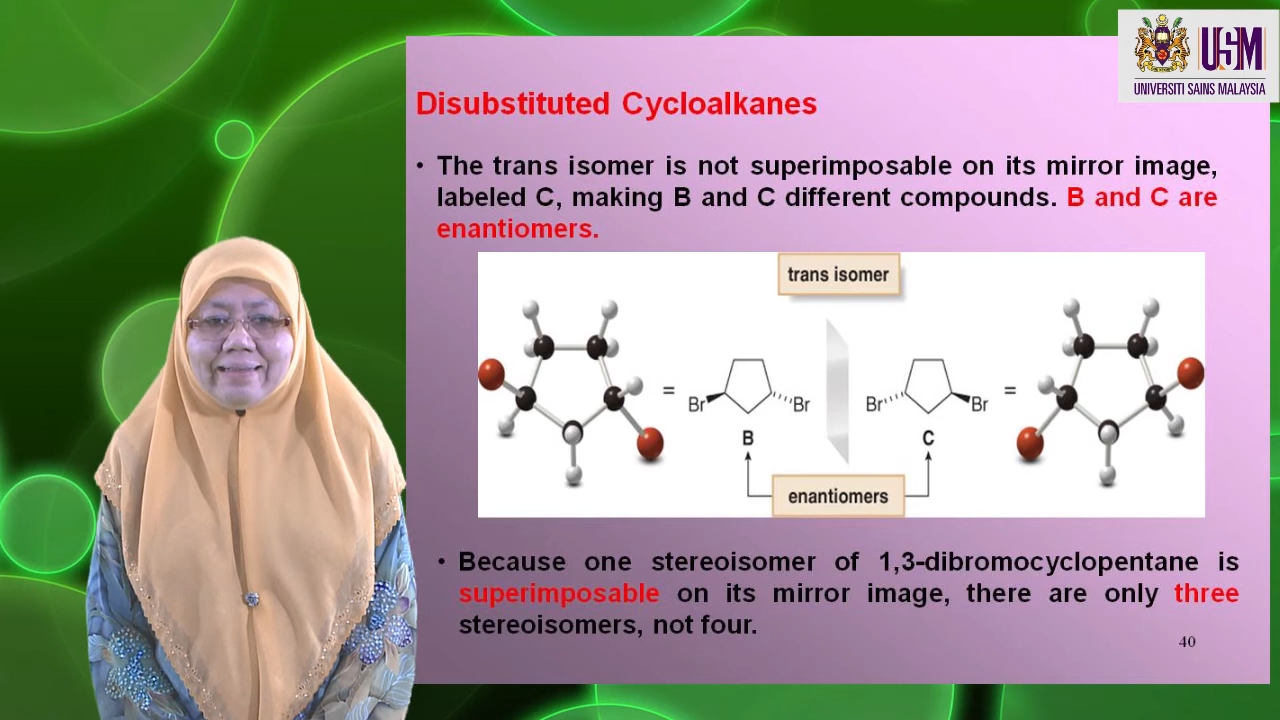 USM
UNIVERSITI SAINS MALAYSIA
Disubstituted Cycloalkanes
• The trans isomer is not superimposable on its mirror image,
labeled C, making B and C different compounds. B and C are
enantiomers.
trans isomer
= Br Br Br Br =
B C
enantiomers
• Because one stereoisomer of 1,3-dibromocyclopentane is
superimposable on its mirror image, there are only three
stereoisomers, not four.
40